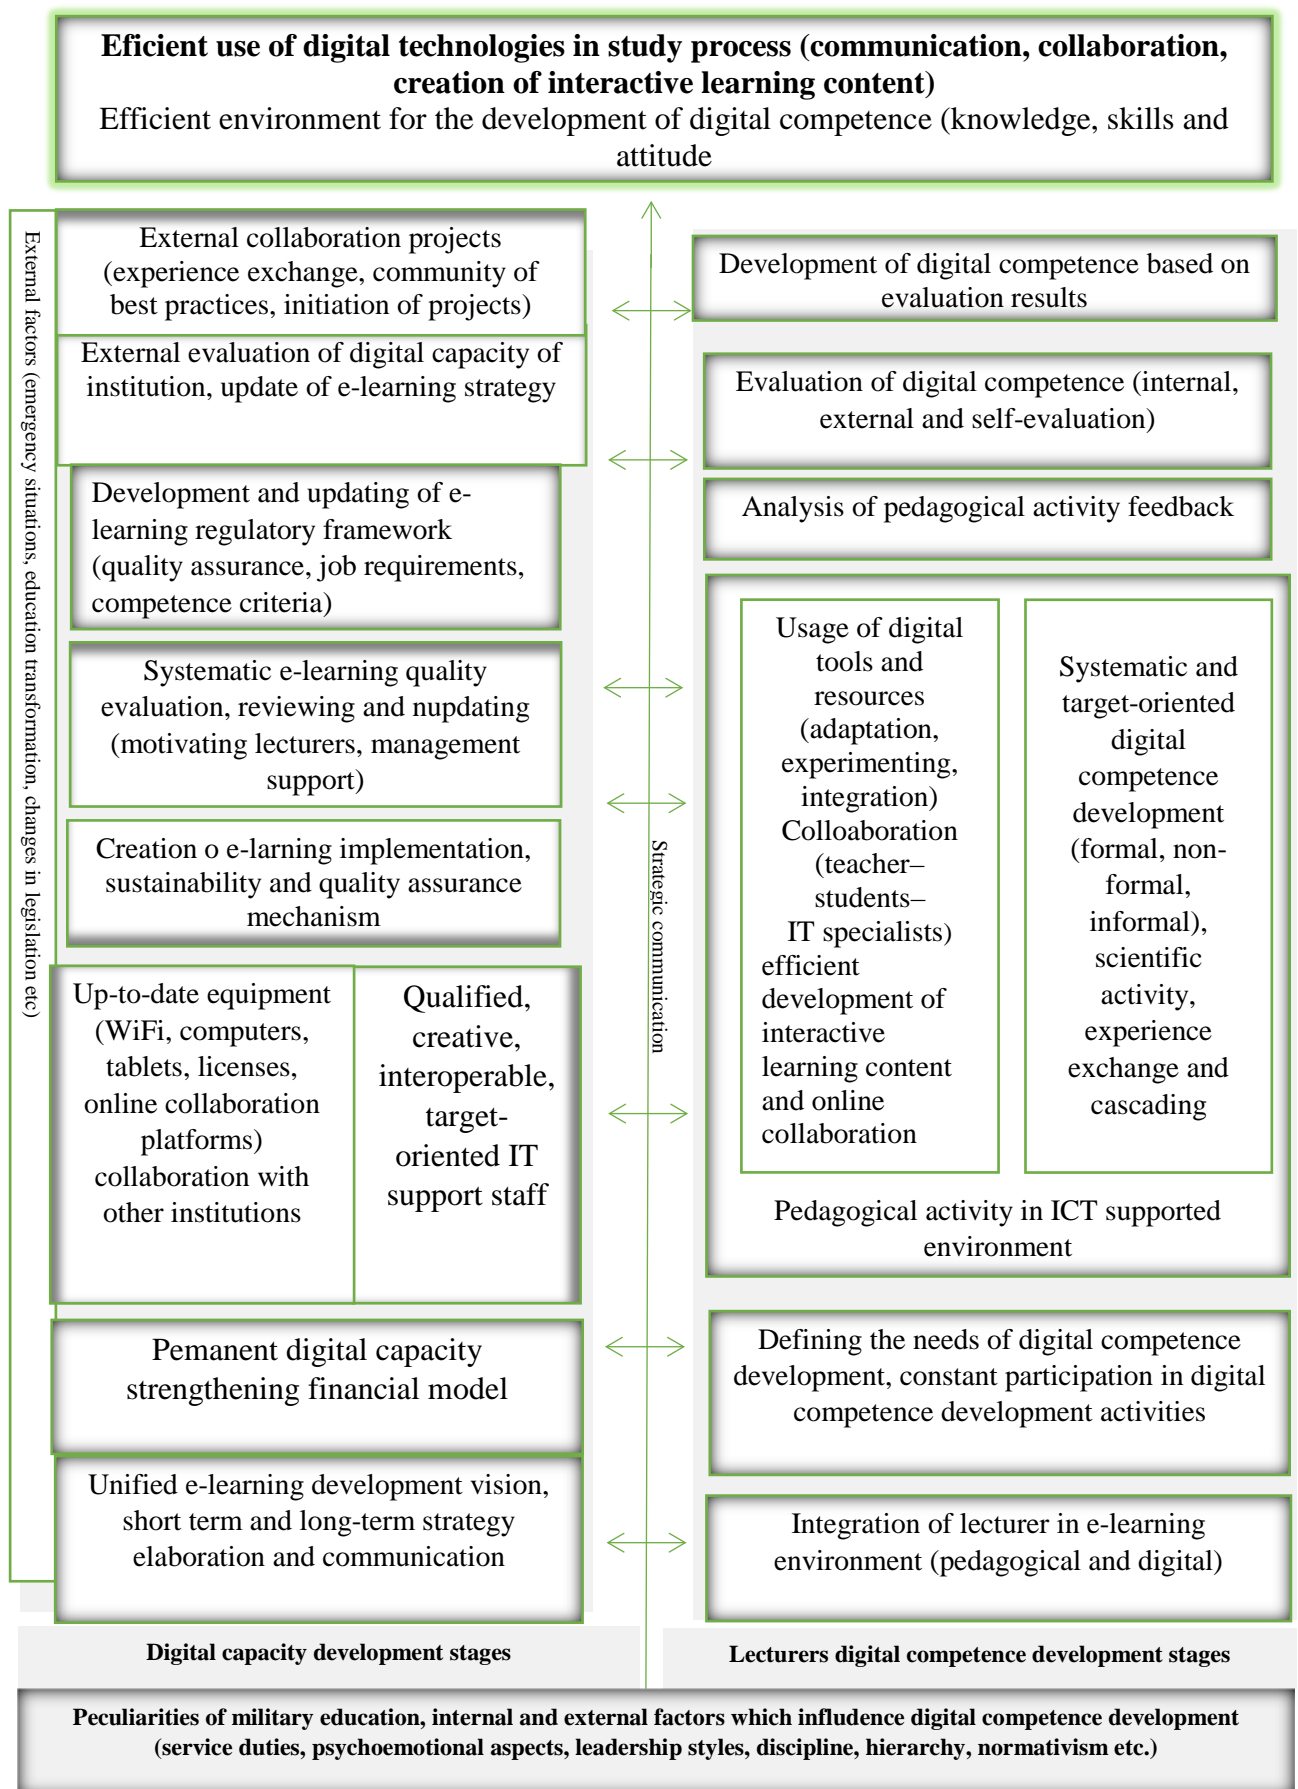 Eficient use of digital technologies in study process (communication, collaboration,
creation of interactive learning content)
Efficient environment for the development of digital competence (knowledge, skills and
attitude
External factors (emergency situations, education transformation, changes in legislation etc)
External collaboration projects
(experience exchange, community of
best practices, initiation of projects)
External evaluation of digital capacity of
institution, update of e-learning strategy
Development and updating of e-
learning regulatory framework
(quality assurance, job requirements,
competence criteria)
Systematic e-learning quality
evaluation, reviewing and nupdating
(motivating lecturers, management
support)
Creation o e-larning implementation,
sustainability and quality assurance
mechanism
Up-to-date equipment
(WiFi, computers,
tablets, licenses,
online collaboration
platforms)
collaboration with
other institutions
Qualified,
creative,
interoperable,
target-
oriented IT
support staff
Pemanent digital capacity
strengthening financial model
Unified e-learning development vision,
short term and long-term strategy
elaboration and communication
Digital capacity development stages
Strategic communication
Development of digital competence based on
evaluation results
Evaluation of digital competence (internal,
external and self-evaluation)
Analysis of pedagogical activity feedback
Usage of digital
tools and
resources
(adaptation,
experimenting,
integration)
Colloaboration
(teacher–
students–
IT specialists)
efficient
development of
interactive
learning content
and online
collaboration
Systematic and
target-oriented
digital
competence
development
(formal, non-
formal,
informal),
scientific
activity,
experience
exchange and
cascading
Pedagogical activity in ICT supported
environment
Defining the needs of digital competence
development, constant participation in digital
competence development activities
Integration of lecturer in e-learning
environment (pedagogical and digital)
Lecturers digital competence development stages
Peculiarities of military education, internal and external factors which infludence digital competence development
(service duties, psychoemotional aspects, leadership styles, discipline, hierarchy, normativism etc.)